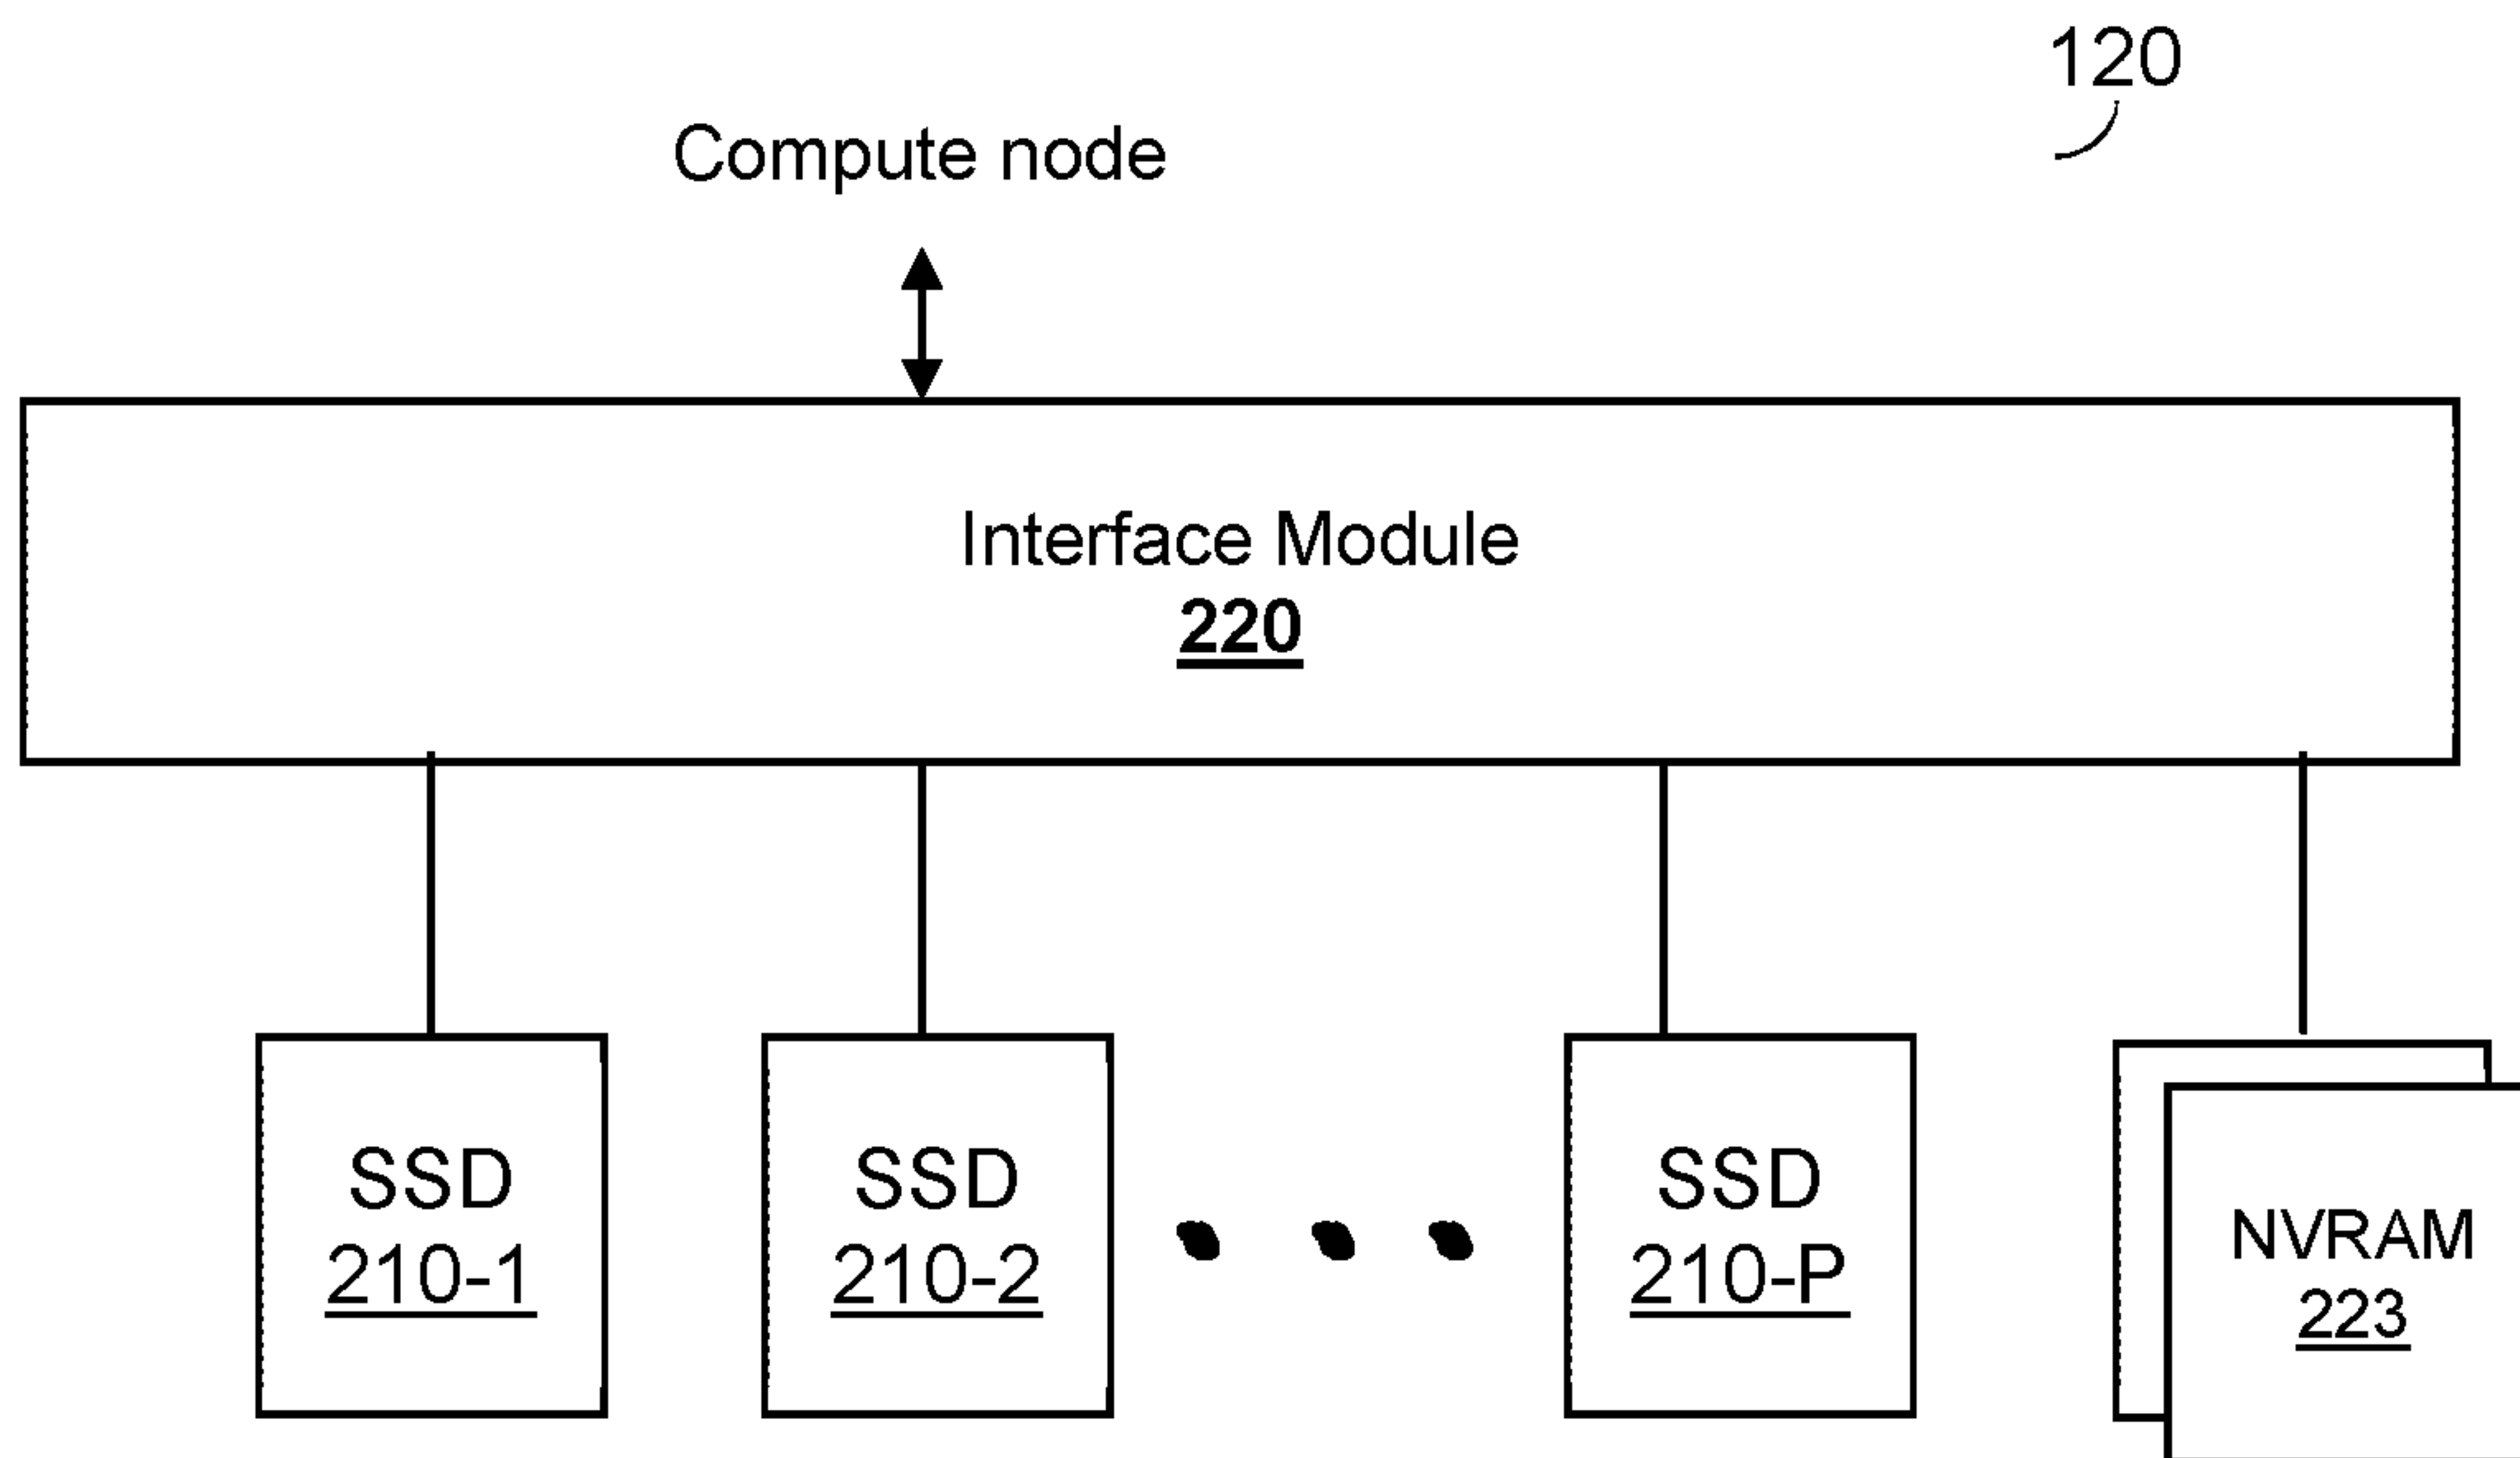 120
Compute node
Interface Module
220
SSD
210-1
SSD
210-2
SSD
210-P
NVRAM
223